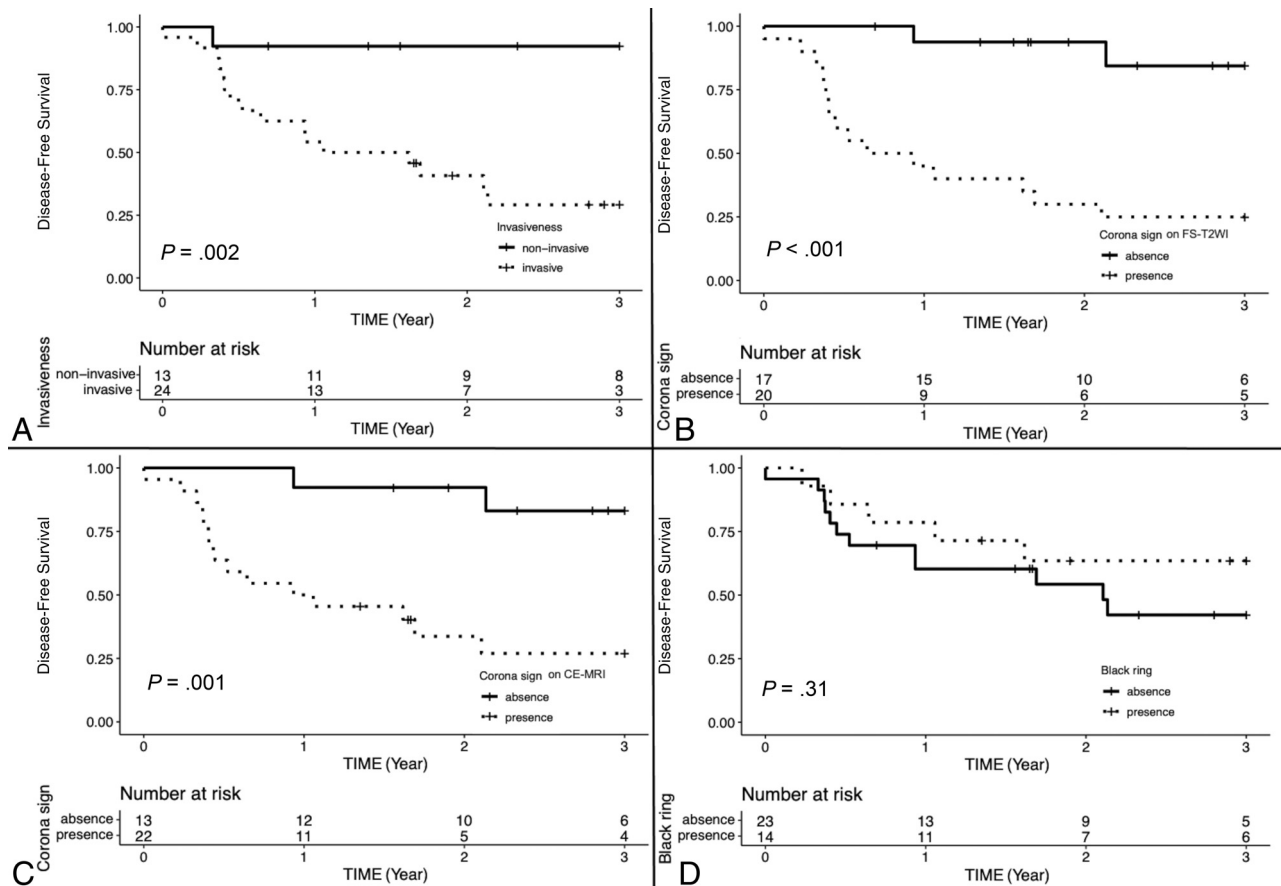 1.00
0.75
0.50
0.25
0.00
Disease-Free Survival
P = .002
Invasiveness
non-invasive
invasive
0 1 2 3
TIME (Year)
Number at risk
Invasiveness
non-invasive 13 11 9 8
invasive 24 13 7 3
0 1 2 3
A
1.00
0.75
0.50
0.25
0.00
Disease-Free Survival
P < .001
Corona sign on FS-T2WI
absence
presence
0 1 2 3
TIME (Year)
Number at risk
Corona sign
absence 17 15 10 6
presence 20 9 6 5
0 1 2 3
B
1.00
0.75
0.50
0.25
0.00
Disease-Free Survival
P = .001
Corona sign on CE-MRI
absence
presence
0 1 2 3
TIME (Year)
Number at risk
Corona sign
absence 13 12 10 6
presence 22 11 5 4
0 1 2 3
C
1.00
0.75
0.50
0.25
0.00
Disease-Free Survival
P = .31
Black ring
absence
presence
0 1 2 3
TIME (Year)
Number at risk
Black ring
absence 23 13 9 5
presence 14 11 7 6
0 1 2 3
D